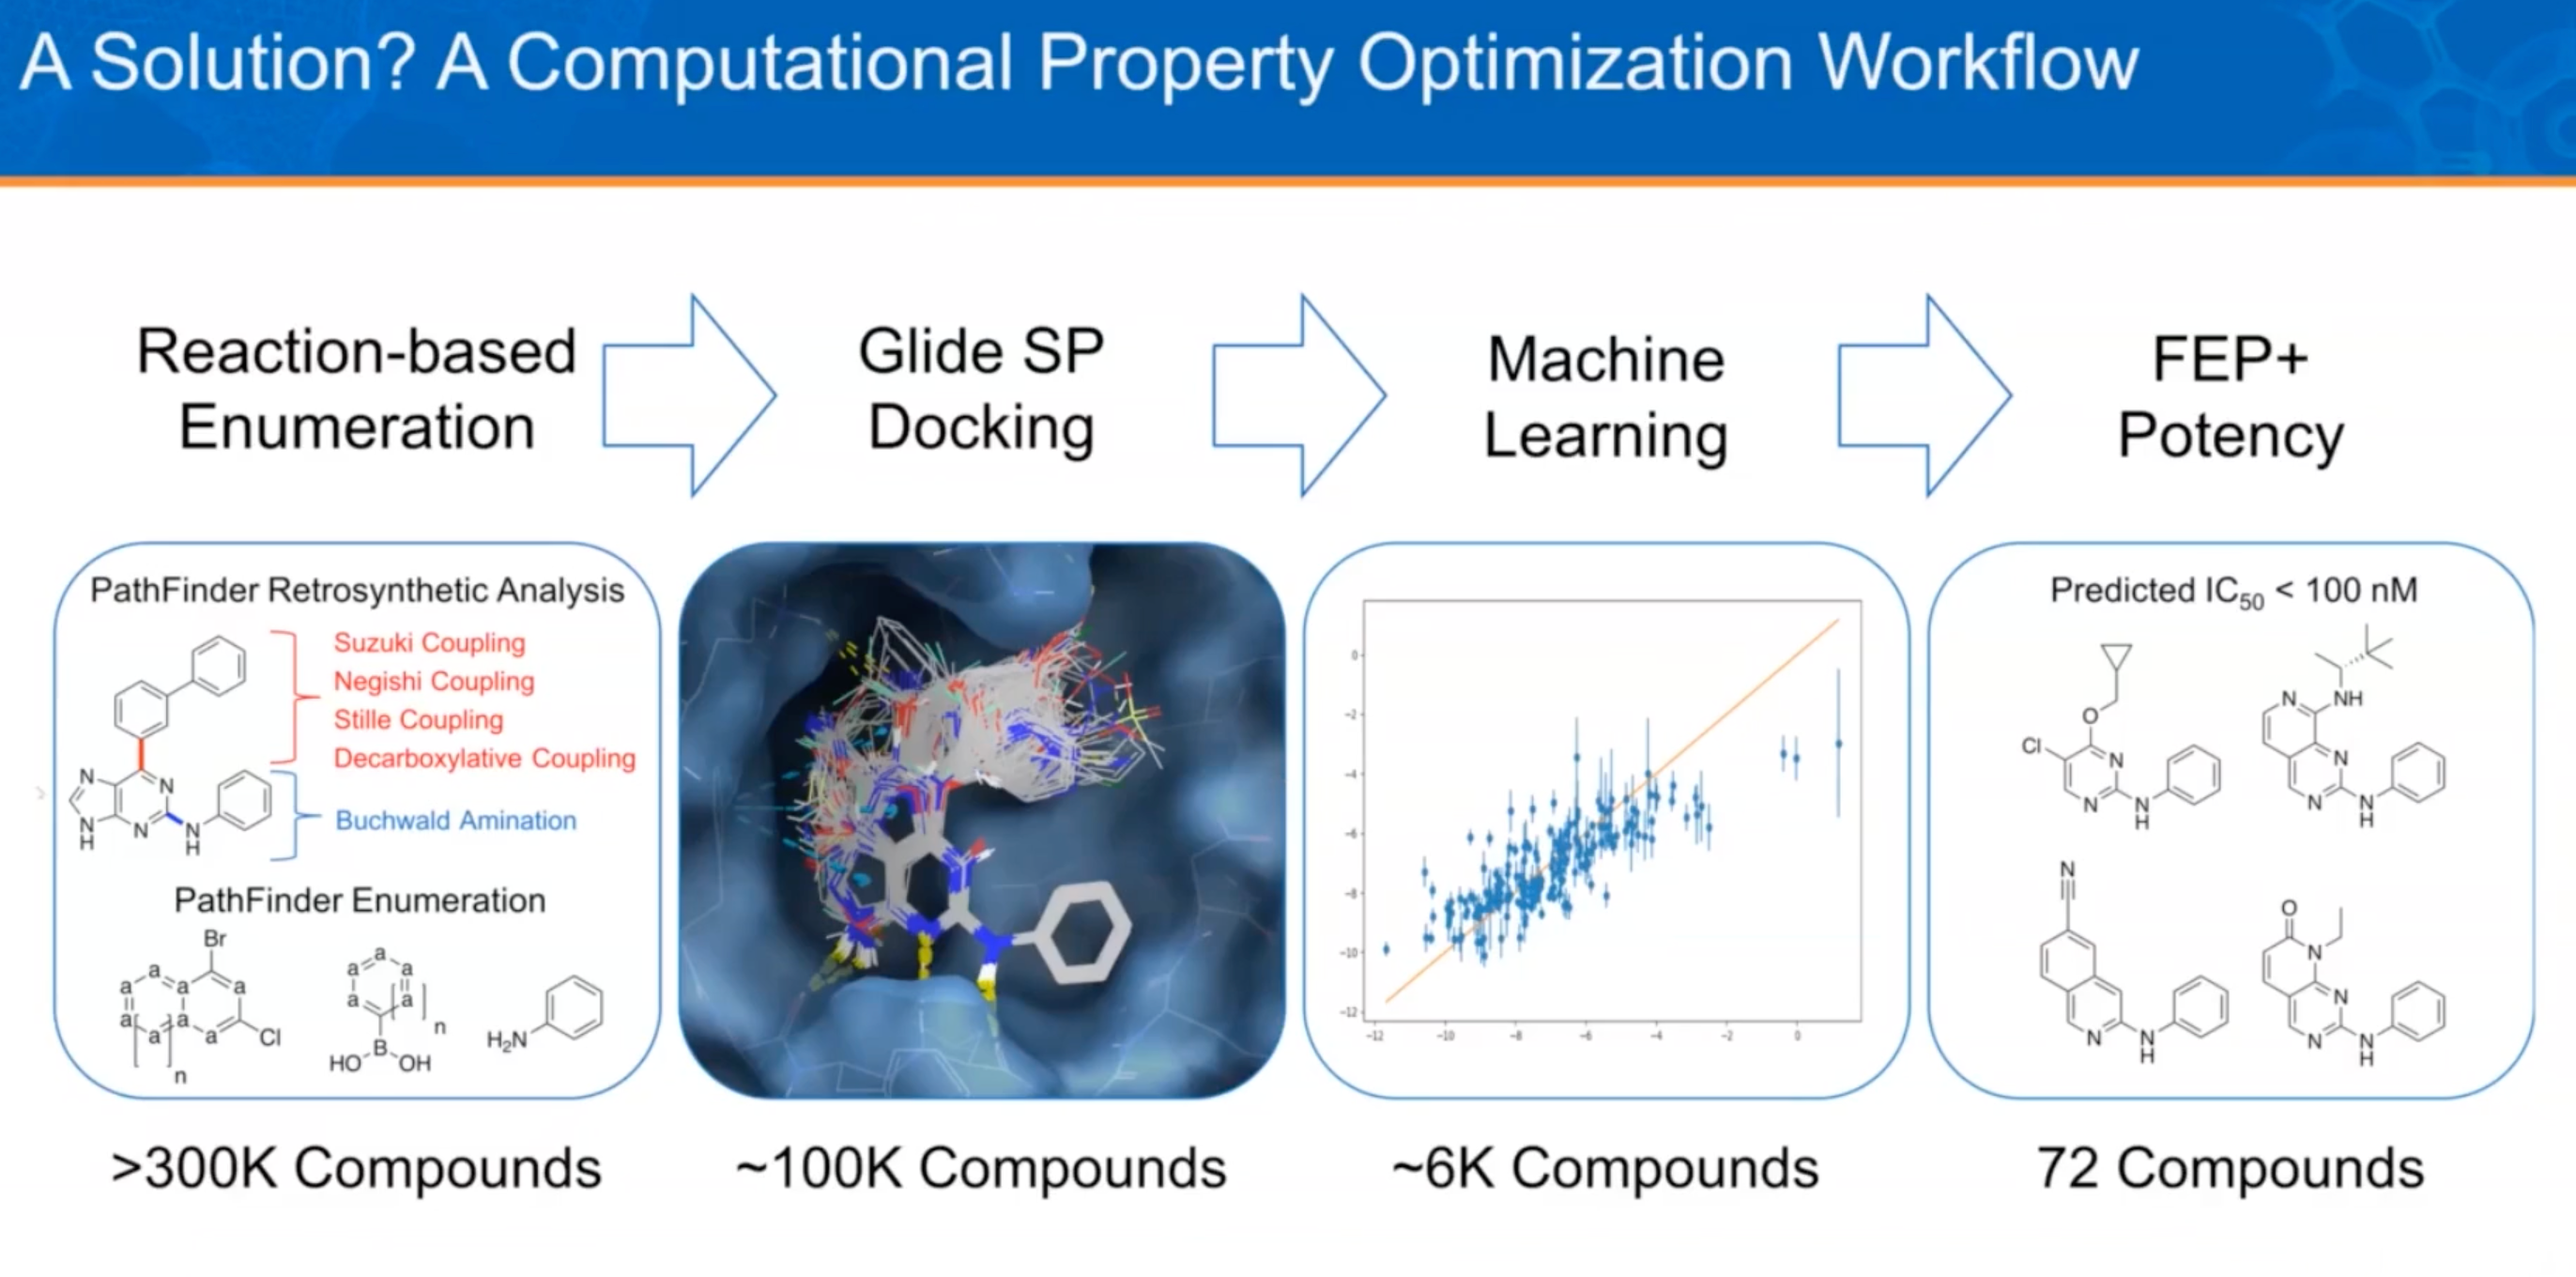 A Solution? A Computational Property Optimization Workflow
Reaction-based
Enumeration
Glide SP
Docking
Machine
Learning
FEP+
Potency
PathFinder Retrosynthetic Analysis
Suzuki Coupling
Negishi Coupling
Stille Coupling
Decarboxylative Coupling
Buchwald Amination
N
N
N
H
N
N
H
PathFinder Enumeration
Br
a
a
a
a
a
a
a
a
Cl
n
a
a
a
a
a
n
B
HO
OH
H₂N
0
−2
−4
−6
−8
−10
−12
−12
−10
−8
−6
−4
−2
0
Predicted IC₅₀ < 100 nM
O
Cl
N
N
N
H
N
NH
N
N
N
H
N
N
N
H
O
N
N
N
N
H
>300K Compounds
~100K Compounds
~6K Compounds
72 Compounds